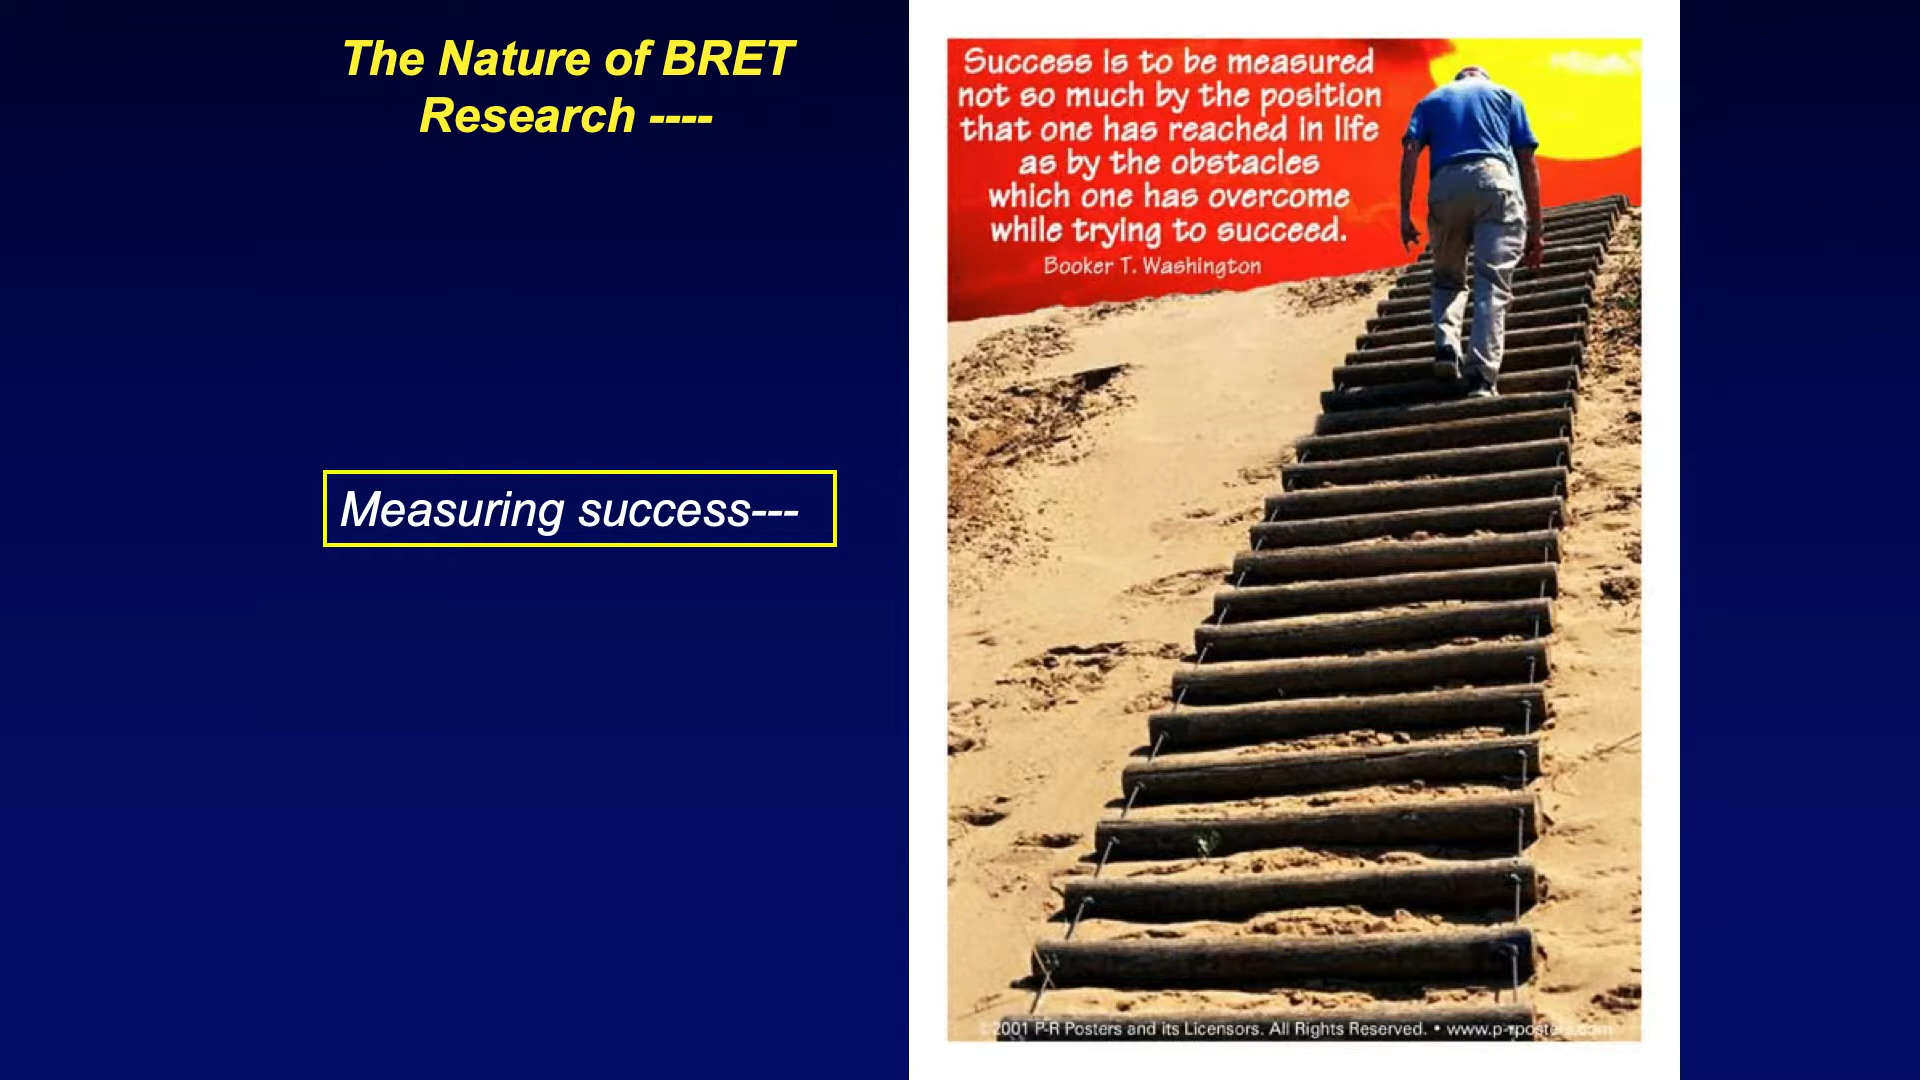 The Nature of BRET
Research ----
Measuring success---
Success is to be measured
not so much by the position
that one has reached in life
as by the obstacles
which one has overcome
while trying to succeed.
Booker T. Washington
© 2001 P-R Posters and its Licensors. All Rights Reserved. • www.p-rposters.com